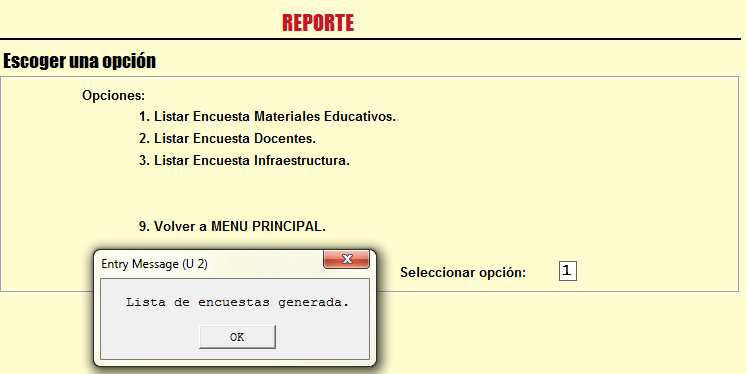 REPORTE
Escoger una opción
Opciones:
1. Listar Encuesta Materiales Educativos.
2. Listar Encuesta Docentes.
3. Listar Encuesta Infraestructura.
9. Volver a MENU PRINCIPAL.
Entry Message (U 2)
Seleccionar opción: 1
Lista de encuestas generada.
OK